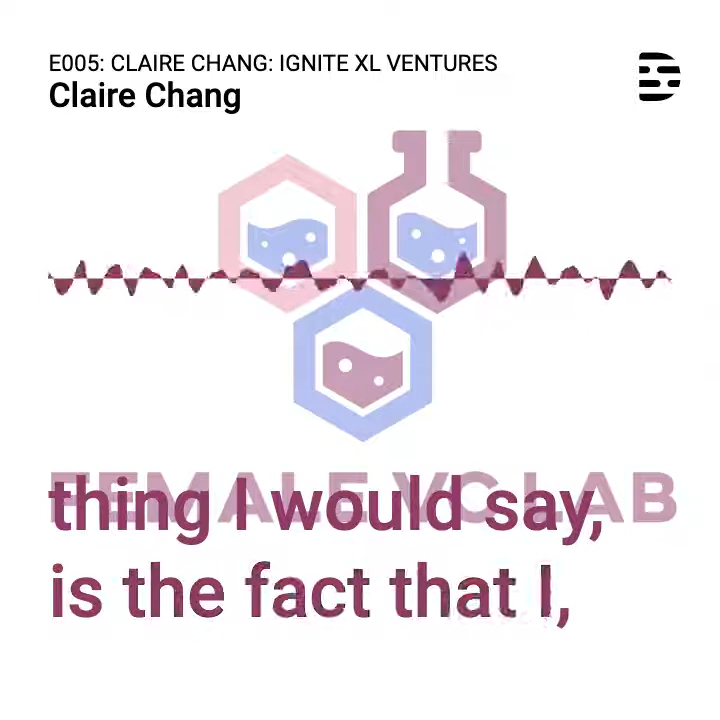 E005: CLAIRE CHANG: IGNITE XL VENTURES
Claire Chang
FEMALE VC LAB
thing I would say,
is the fact that I,